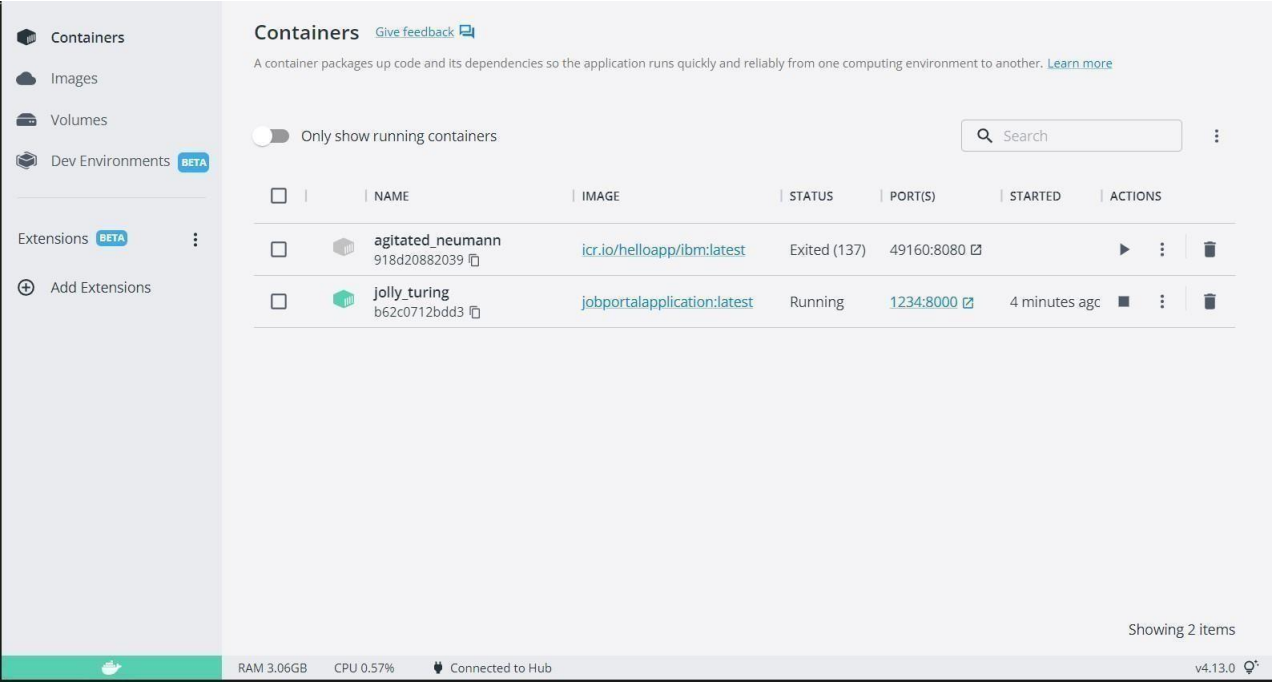 Containers
Images
Volumes
Dev Environments BETA
Extensions BETA
Add Extensions
Containers Give feedback
A container packages up code and its dependencies so the application runs quickly and reliably from one computing environment to another. Learn more
Only show running containers
Search
NAME IMAGE STATUS PORT(S) STARTED ACTIONS
agitated_neumann
918d20882039
icr.io/helloapp/ibm:latest Exited (137) 49160:8080
jolly_turing
b62c0712bdd3
jobportalapplication:latest Running 1234:8000 4 minutes agc
Showing 2 items
RAM 3.06GB CPU 0.57% Connected to Hub v4.13.0